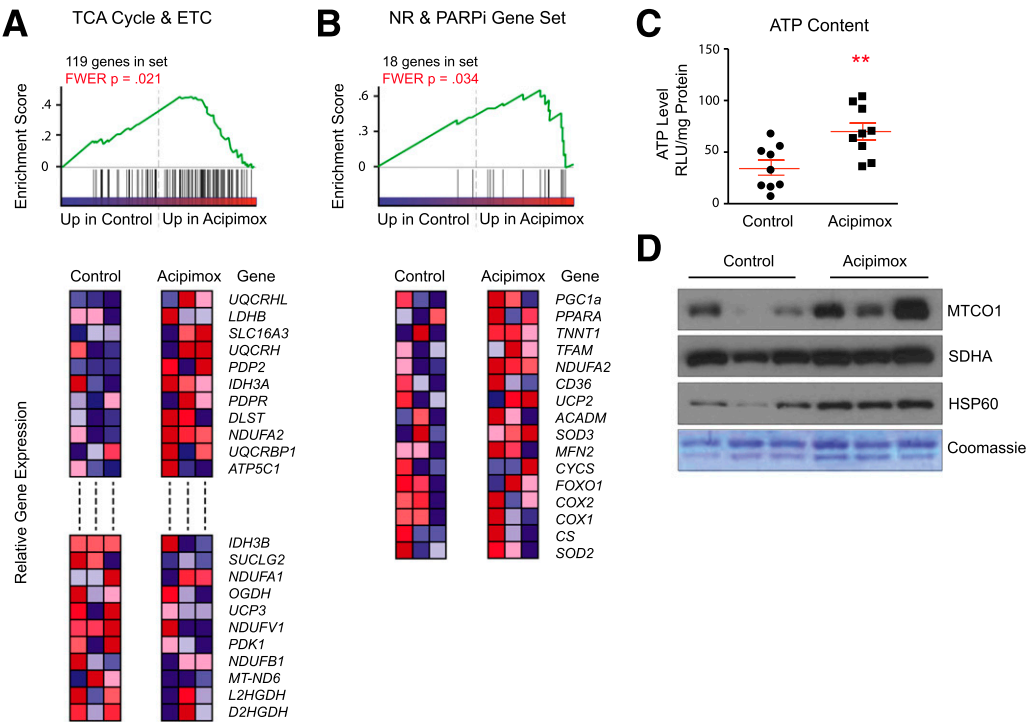 A
TCA Cycle & ETC
119 genes in set
FWER p = .021
Enrichment Score
.4
.2
0
Up in Control
Up in Acipimox
Relative Gene Expression
Control
Acipimox
Gene
UQCRHL
LDHB
SLC16A3
UQCRH
PDP2
IDH3A
PDPR
DLST
NDUFA2
UQCRBP1
ATP5C1
IDH3B
SUCLG2
NDUFA1
OGDH
UCP3
NDUFV1
PDK1
NDUFB1
MT-ND6
L2HGDH
D2HGDH
B
NR & PARPi Gene Set
18 genes in set
FWER p = .034
Enrichment Score
.6
.3
0
Up in Control
Up in Acipimox
Control
Acipimox
Gene
PGC1a
PPARA
TNNT1
TFAM
NDUFA2
CD36
UCP2
ACADM
SOD3
MFN2
CYCS
FOXO1
COX2
COX1
CS
SOD2
C
ATP Content
ATP Level
RLU/mg Protein
150
100
50
0
**
Control
Acipimox
D
Control
Acipimox
MTCO1
SDHA
HSP60
Coomassie